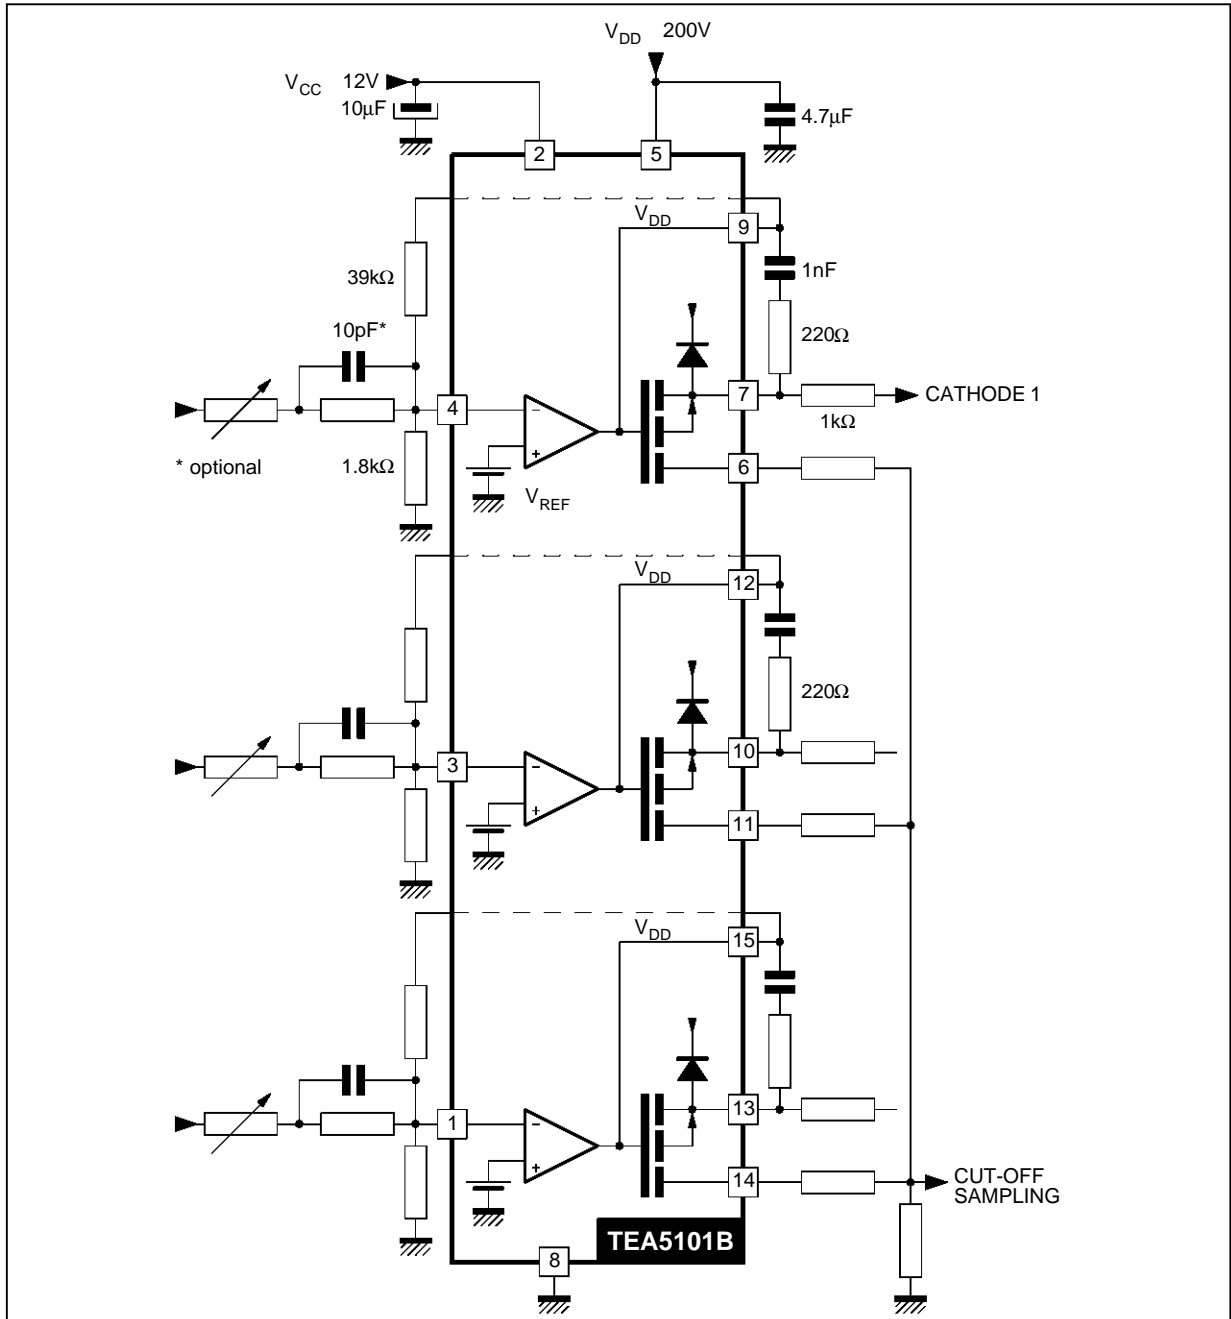 V_DD 200V
V_CC 12V
10µF
4.7µF
2
5
V_DD
9
39kΩ
1nF
10pF*
220Ω
4
−
7
CATHODE 1
1kΩ
* optional
1.8kΩ
+
6
V_REF
V_DD
12
220Ω
3
−
10
+
11
V_DD
15
1
−
13
+
14
CUT-OFF
SAMPLING
TEA5101B
8